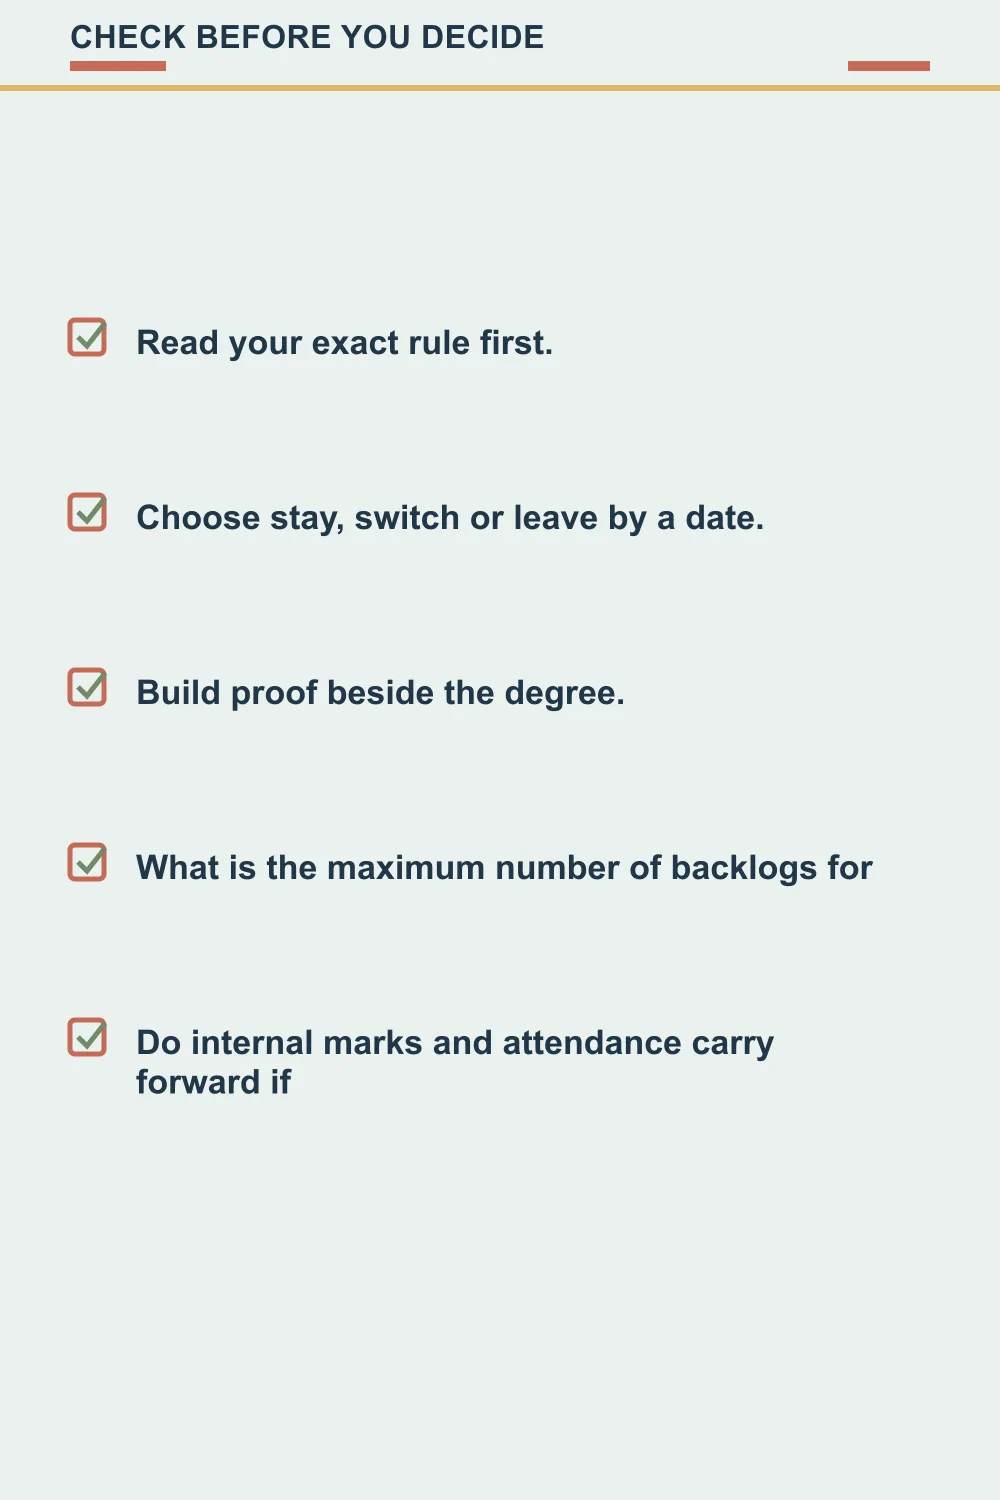 CHECK BEFORE YOU DECIDE
Read your exact rule first.
Choose stay, switch or leave by a date.
Build proof beside the degree.
What is the maximum number of backlogs for
Do internal marks and attendance carry
forward if